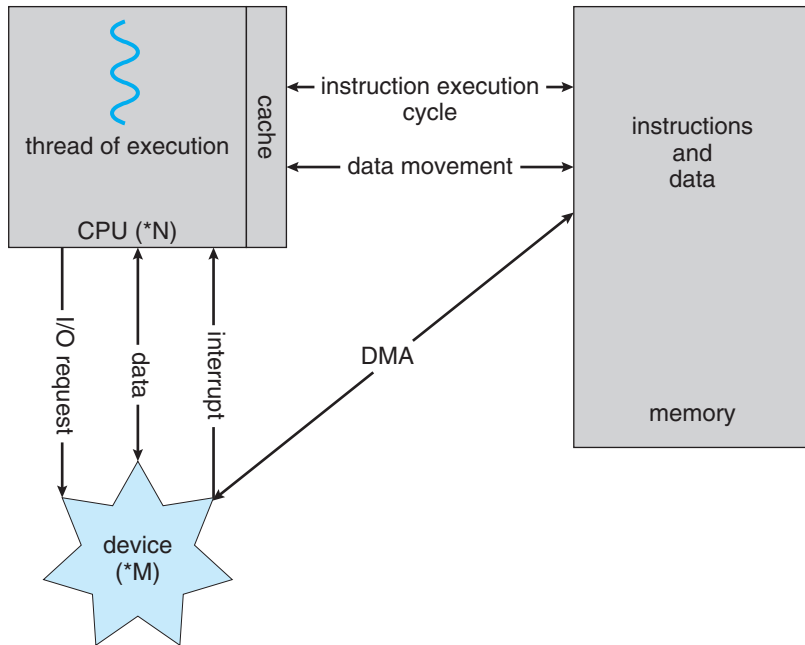 thread of execution
cache
CPU (*N)
instruction execution
cycle
data movement
instructions
and
data
memory
I/O request
data
interrupt
DMA
device
(*M)